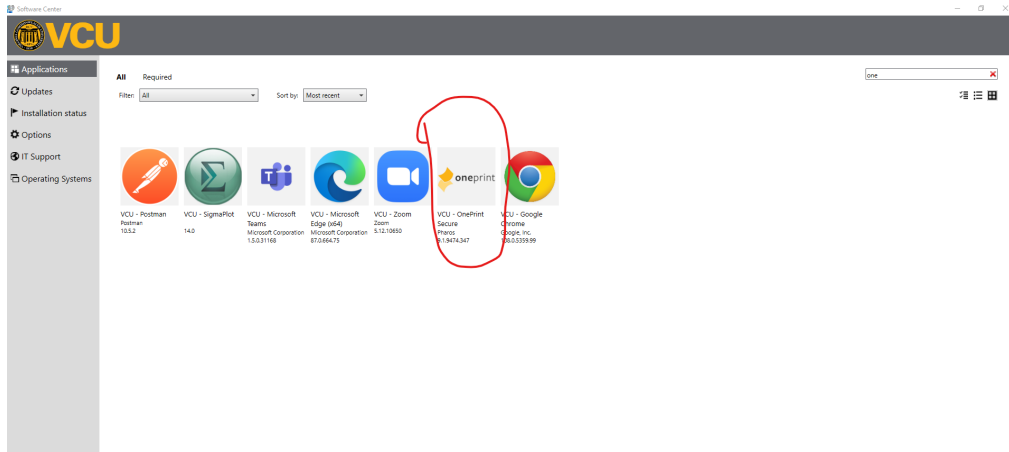 Software Center
VCU
Applications
Updates
Installation status
Options
IT Support
Operating Systems
All Required
one
Filter: All Sort by: Most recent
oneprint
VCU - Postman
Postman
10.5.2
VCU - SigmaPlot
14.0
VCU - Microsoft
Teams
Microsoft Corporation
1.5.0.31168
VCU - Microsoft
Edge (x64)
Microsoft Corporation
87.0.664.75
VCU - Zoom
Zoom
5.12.10650
VCU - OnePrint
Secure
Pharos
9.1.9474.347
VCU - Google
Chrome
Google, Inc.
108.0.5359.99